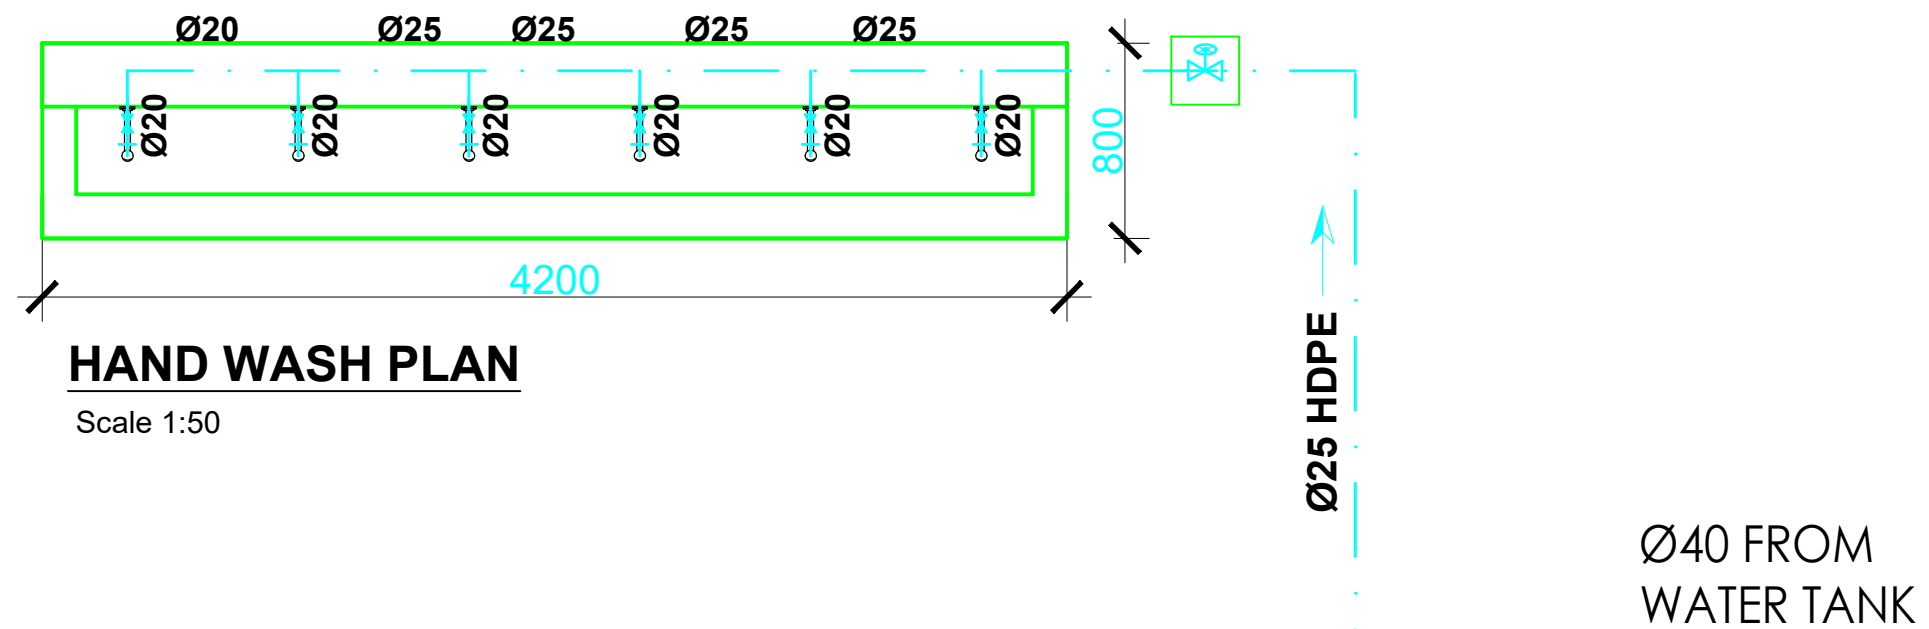 Ø20 Ø25 Ø25 Ø25 Ø25
Ø20 Ø20 Ø20 Ø20 Ø20 Ø20
800
4200
HAND WASH PLAN
Scale 1:50
Ø25 HDPE
Ø40 FROM
WATER TANK